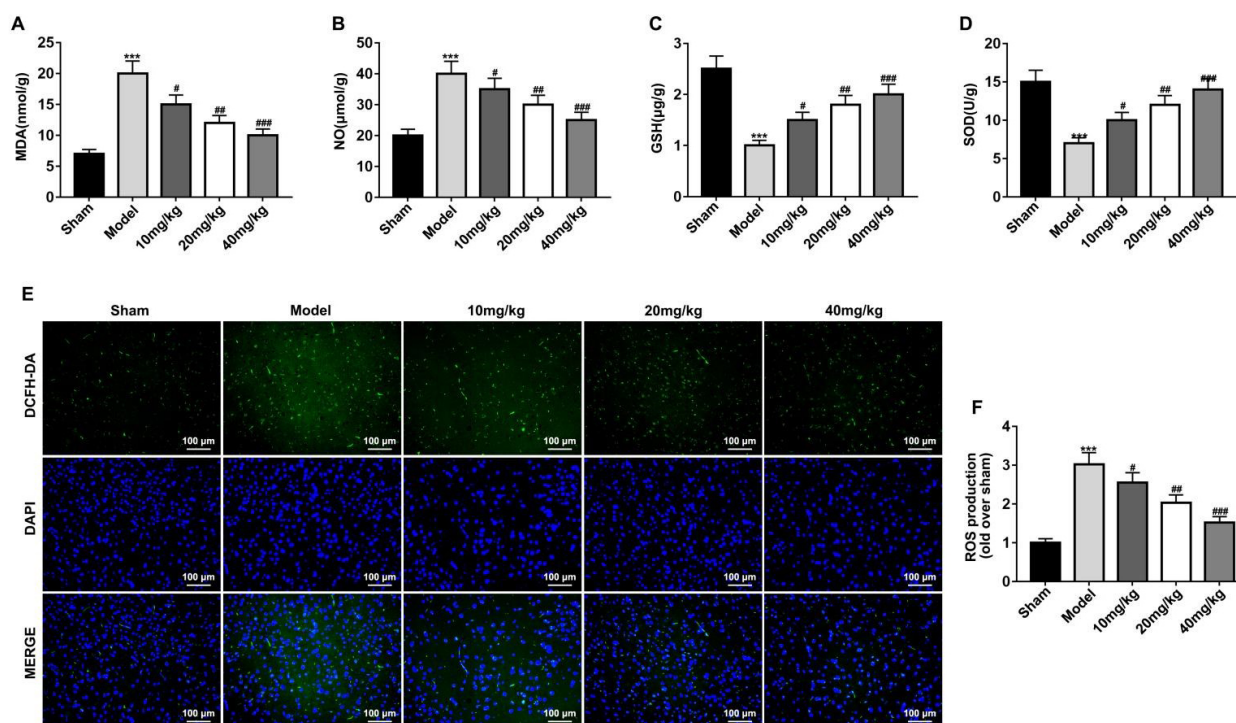 A
MDA(nmol/g)
25
20
15
10
5
0
***
#
##
###
Sham
Model
10mg/kg
20mg/kg
40mg/kg
B
NO(μmol/g)
50
40
30
20
10
0
***
#
##
###
Sham
Model
10mg/kg
20mg/kg
40mg/kg
C
GSH(μg/g)
3
2
1
0
***
#
##
###
Sham
Model
10mg/kg
20mg/kg
40mg/kg
D
SOD(U/g)
20
15
10
5
0
***
#
##
###
Sham
Model
10mg/kg
20mg/kg
40mg/kg
E
Sham Model 10mg/kg 20mg/kg 40mg/kg
DCFH-DA
100 μm 100 μm 100 μm 100 μm 100 μm
DAPI
100 μm 100 μm 100 μm 100 μm 100 μm
MERGE
100 μm 100 μm 100 μm 100 μm 100 μm
F
ROS production
(old over sham)
4
3
2
1
0
***
#
##
###
Sham
Model
10mg/kg
20mg/kg
40mg/kg